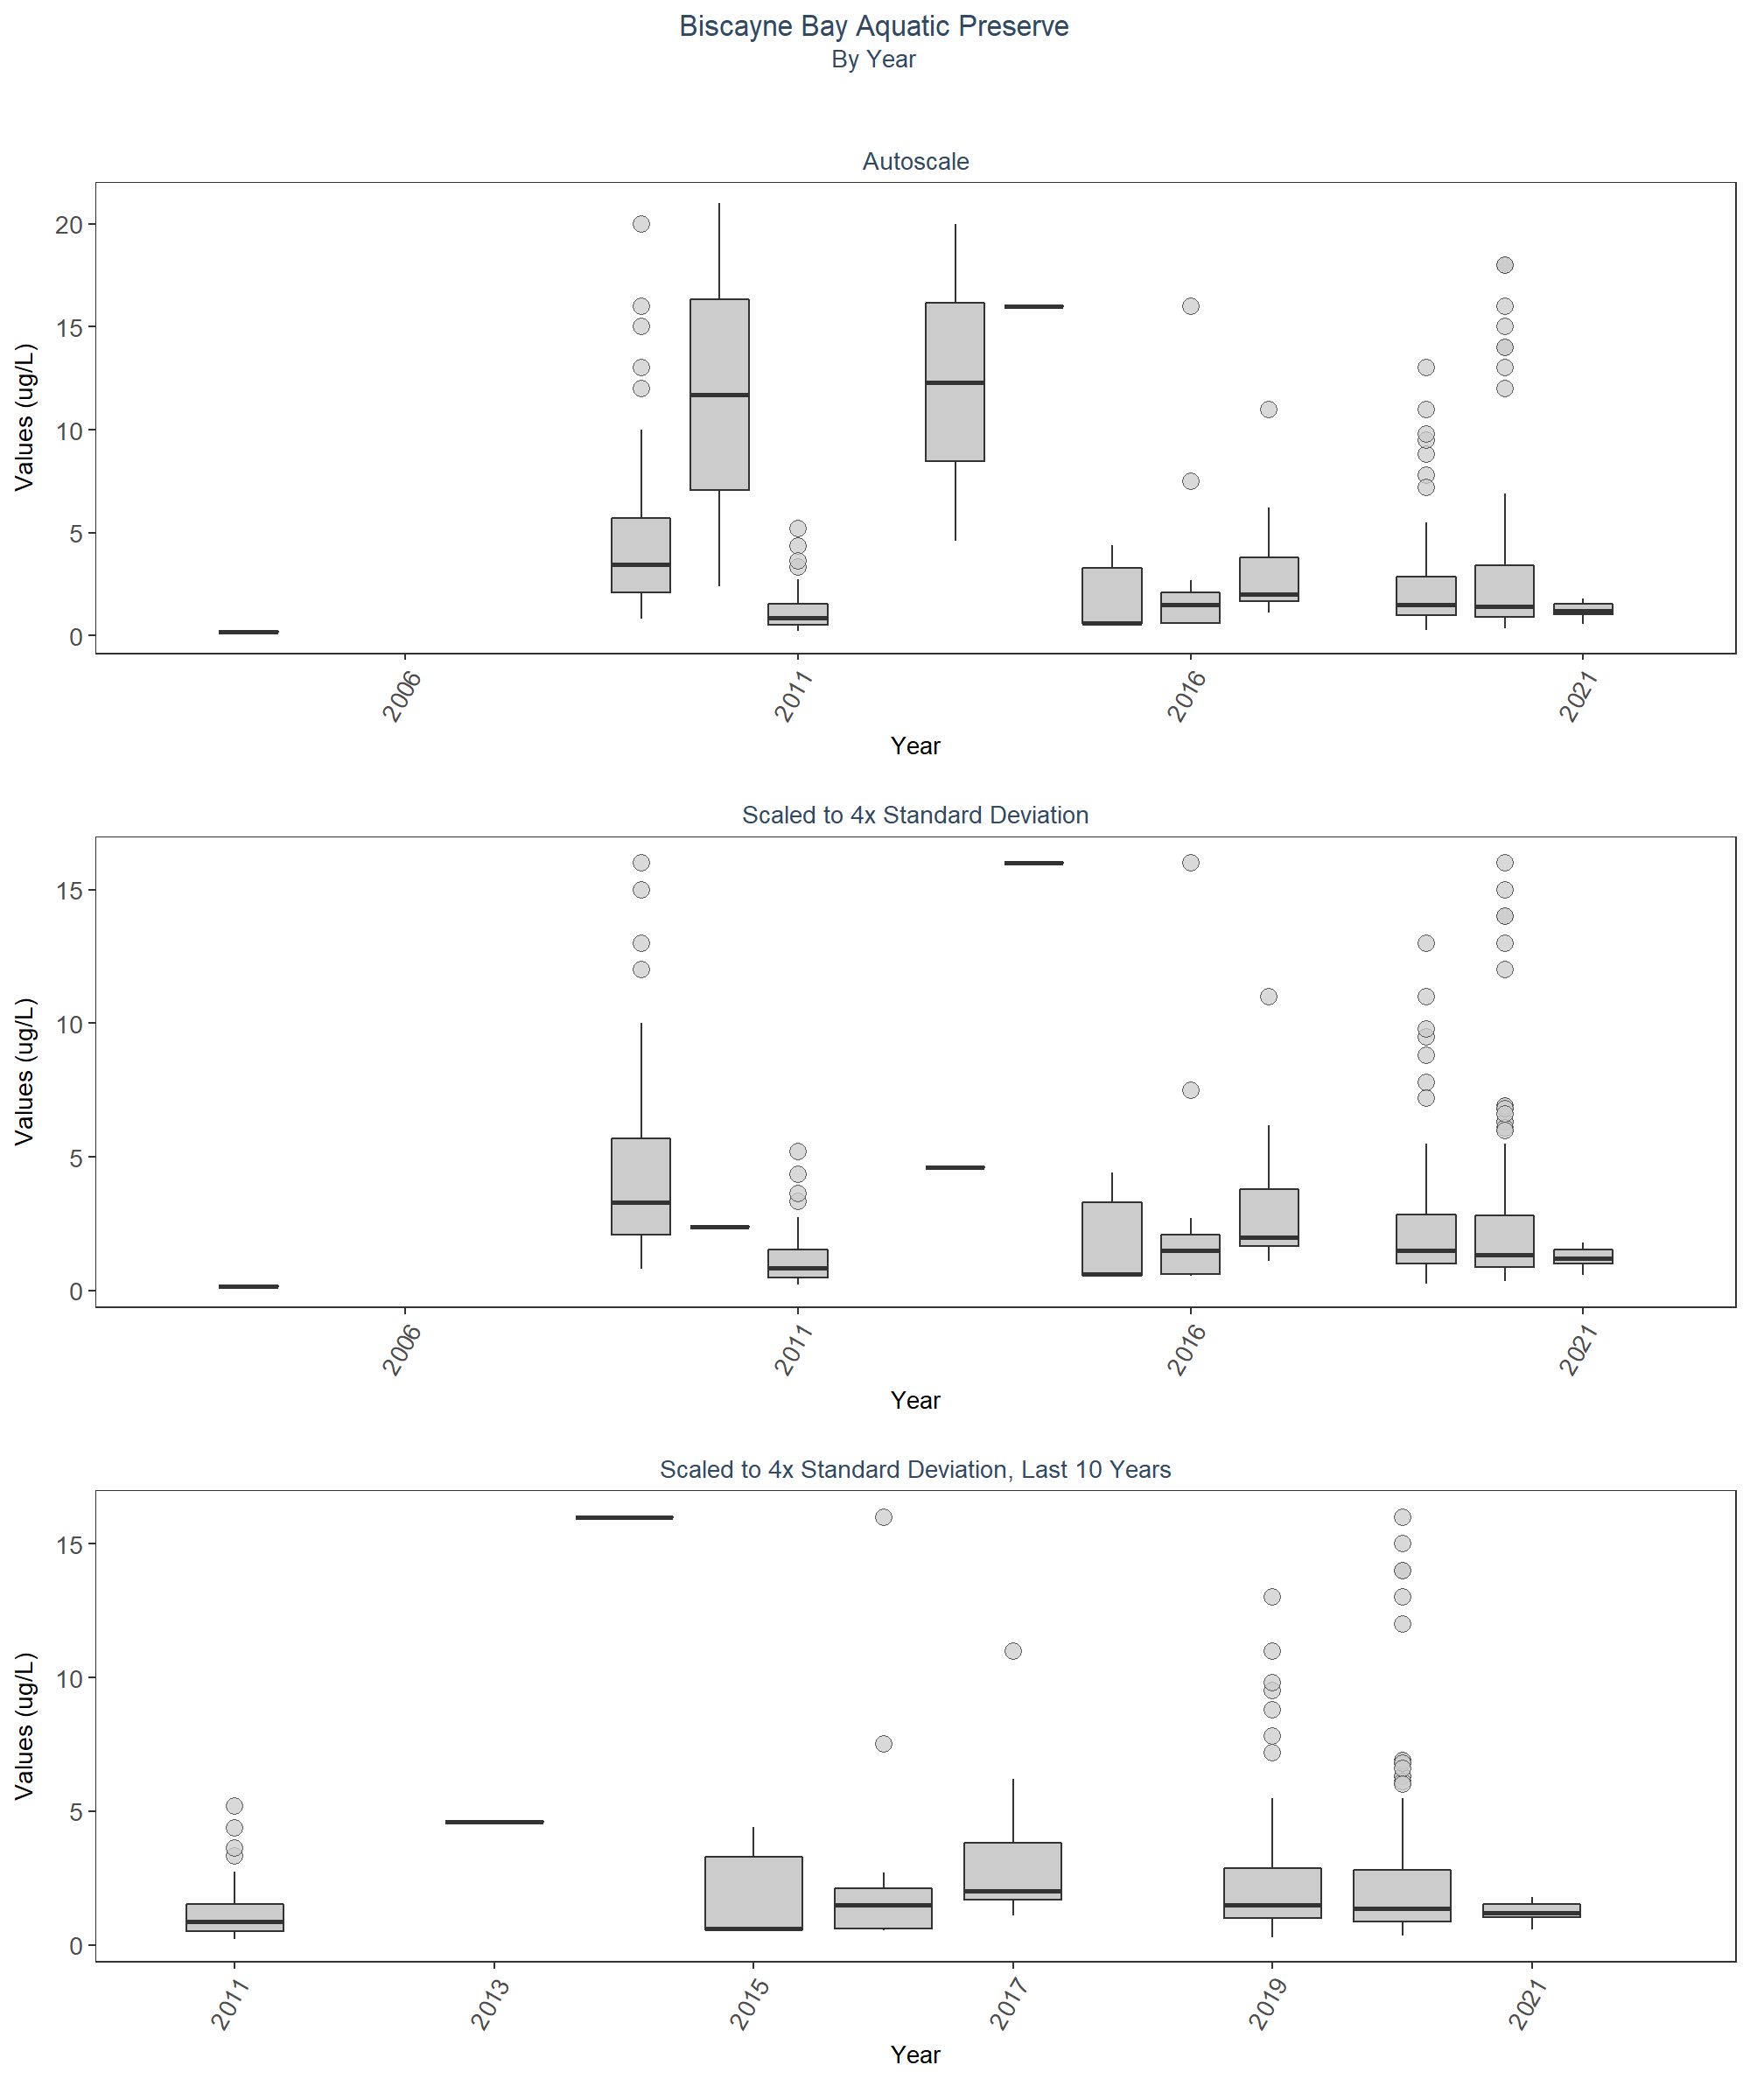 Biscayne Bay Aquatic Preserve
By Year
Autoscale
Values (ug/L)
20
15
10
5
0
2006
2011
2016
2021
Year
Scaled to 4x Standard Deviation
Values (ug/L)
15
10
5
0
2006
2011
2016
2021
Year
Scaled to 4x Standard Deviation, Last 10 Years
Values (ug/L)
15
10
5
0
2011
2013
2015
2017
2019
2021
Year